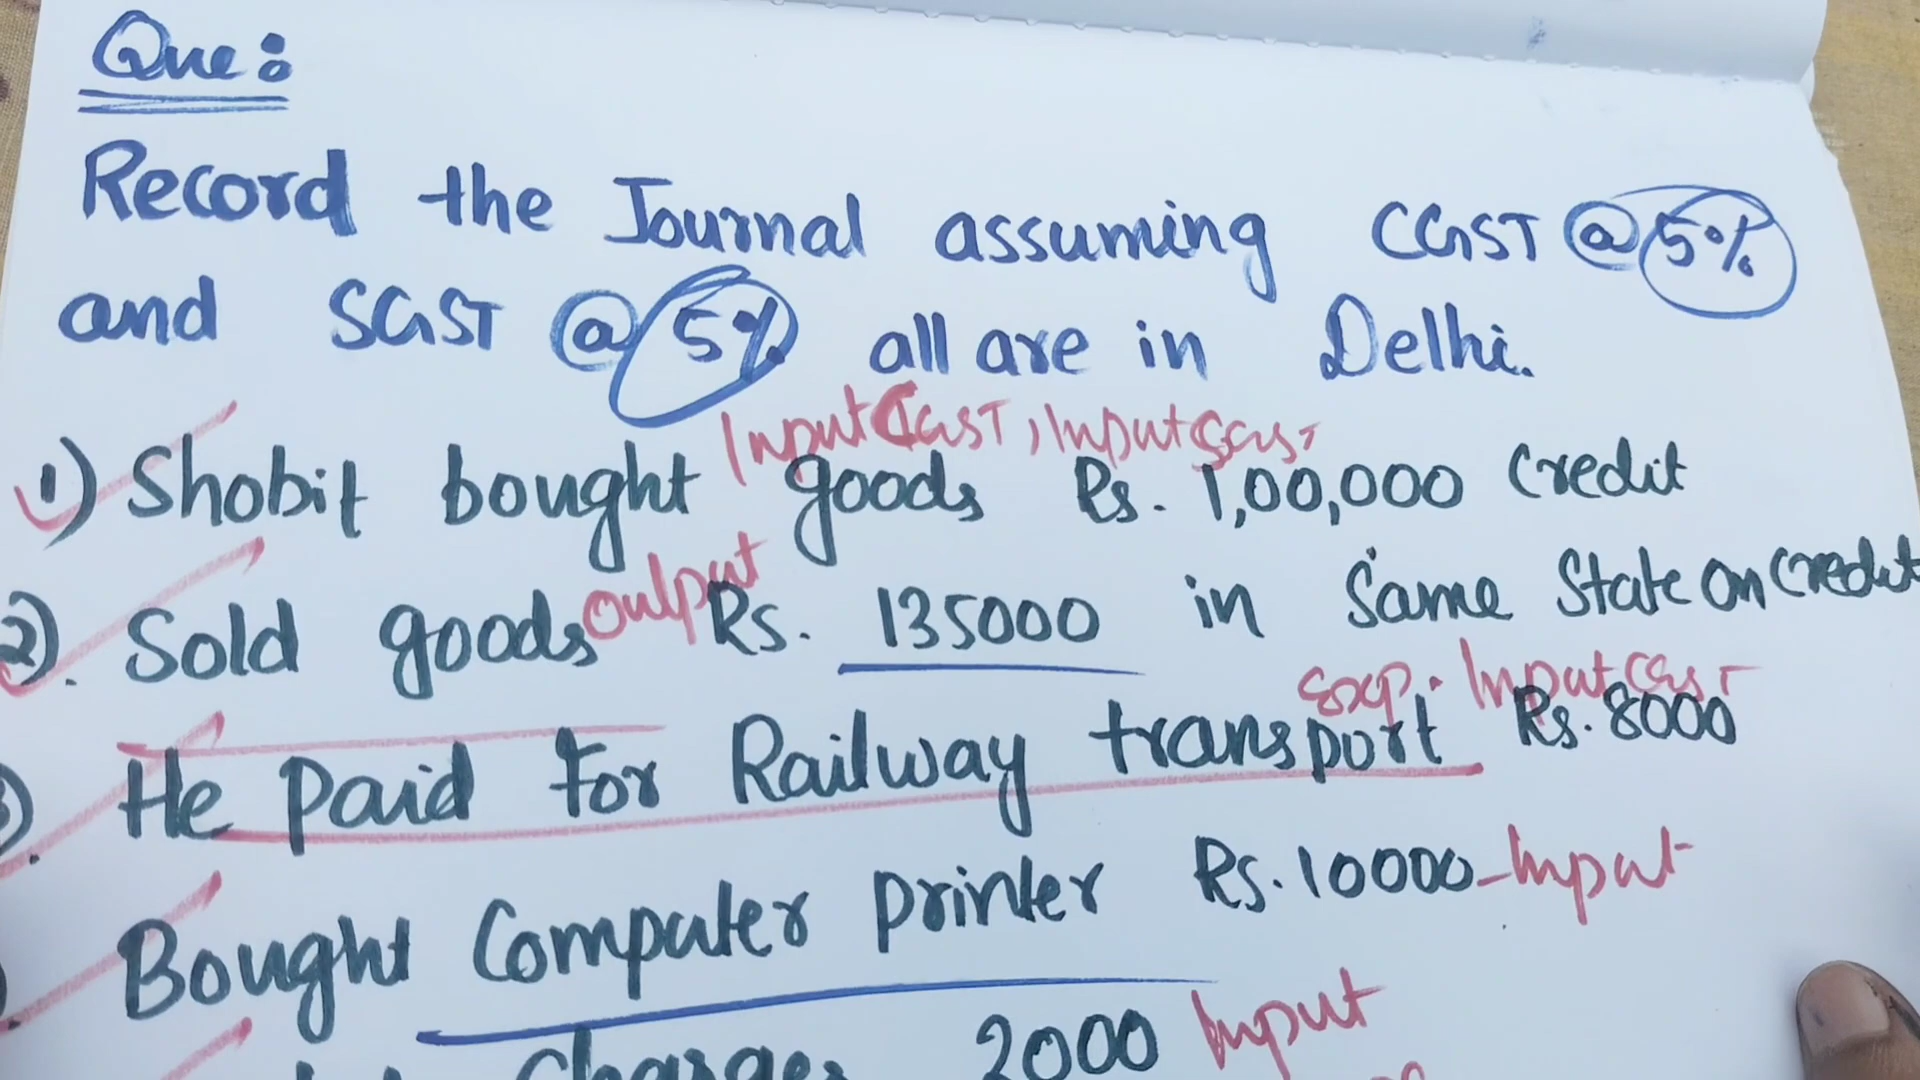 Que:
Record the Journal assuming CGST @ 5%
and SGST @ 5% all are in Delhi.
Input CGST, Input SGST
1) Shobit bought goods Rs. 1,00,000 Credit
output
2). Sold goods Rs. 135000 in Same State on Credit
Exp. Input CGST
He paid for Railway transport Rs. 8000
Bought Computer printer Rs. 10000 - Input
Charges 2000 Input